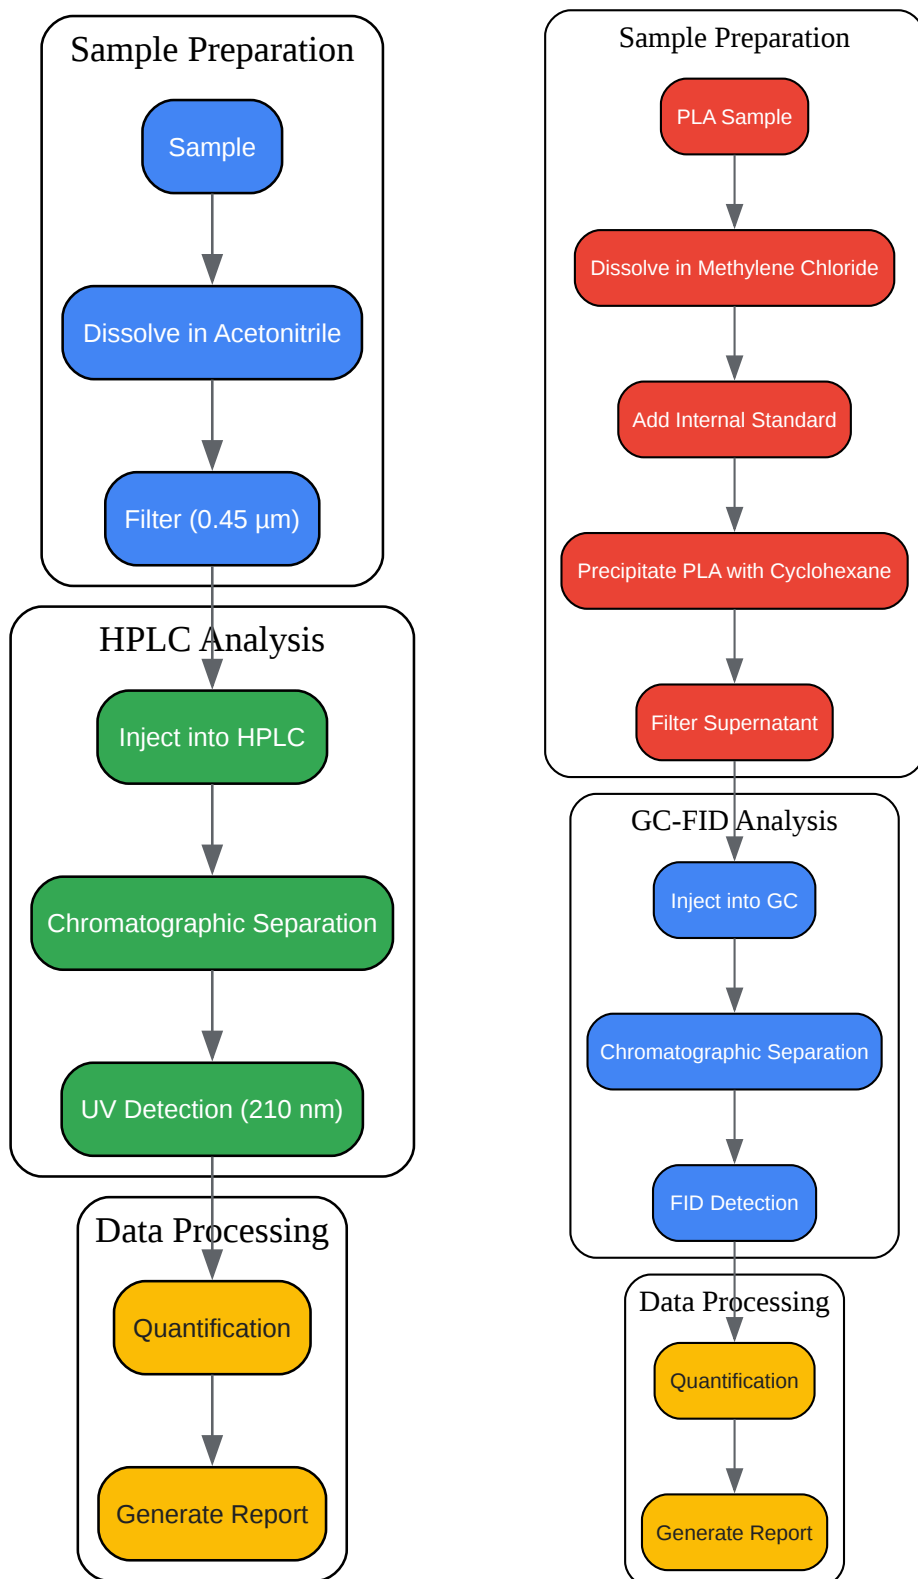 Sample Preparation
Sample
Dissolve in Acetonitrile
Filter (0.45 µm)
HPLC Analysis
Inject into HPLC
Chromatographic Separation
UV Detection (210 nm)
Data Processing
Quantification
Generate Report
Sample Preparation
PLA Sample
Dissolve in Methylene Chloride
Add Internal Standard
Precipitate PLA with Cyclohexane
Filter Supernatant
GC-FID Analysis
Inject into GC
Chromatographic Separation
FID Detection
Data Processing
Quantification
Generate Report